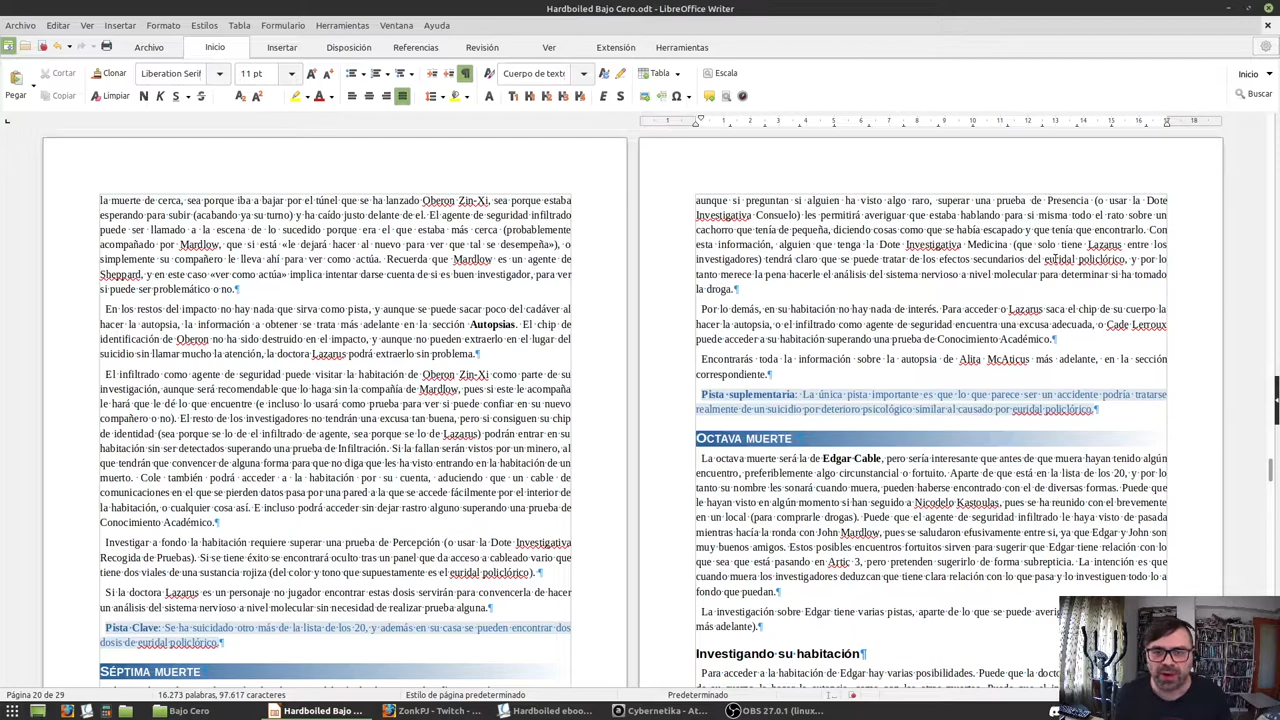 Hardboiled Bajo Cero.odt - LibreOffice Writer
Archivo Editar Ver Insertar Formato Estilos Tabla Formulario Herramientas Ventana Ayuda
Archivo Inicio Insertar Disposición Referencias Revisión Ver Extensión Herramientas
Pegar Cortar Clonar Liberation Serif 11 pt Cuerpo de texto Tabla Escala Inicio
Copiar Limpiar N K S S Buscar
la muerte de cerca, sea porque iba a bajar por el túnel que se ha lanzado Oberon Zin-Xi, sea porque estaba
esperando para subir (acabando ya su turno) y ha caído justo delante de el. El agente de seguridad infiltrado
puede ser llamado a la escena de lo sucedido porque era el que estaba más cerca (probablemente
acompañado por Mardlow, que si está «le dejará hacer al nuevo para ver que tal se desempeña»), o
simplemente su compañero le lleva ahí para ver cómo actúa. Recuerda que Mardlow es un agente de
Sheppard, y en este caso «ver como actúa» implica intentar darse cuenta de si es buen investigador, para ver
si puede ser problemático o no.¶
En los restos del impacto no hay nada que sirva como pista, y aunque se puede sacar poco del cadáver al
hacer la autopsia, la información a obtener se trata más adelante en la sección Autopsias. El chip de
identificación de Oberon no ha sido destruido en el impacto, y aunque no pueden extraerlo en el lugar del
suicidio sin llamar mucho la atención, la doctora Lazarus podrá extraerlo sin problema.¶
El infiltrado como agente de seguridad puede visitar la habitación de Oberon Zin-Xi como parte de su
investigación, aunque será recomendable que lo haga sin la compañía de Mardlow, pues si este le acompaña
le hará que le dé lo que encuentre (e incluso lo usará como prueba para ver si puede confiar en su nuevo
compañero o no). El resto de los investigadores no tendrán una excusa tan buena, pero si consiguen su chip
de identidad (sea porque se lo de el infiltrado de agente, sea porque se lo de Lazarus) podrán entrar en su
habitación sin ser detectados superando una prueba de Infiltración. Si la fallan serán vistos por un minero, al
que tendrán que convencer de alguna forma para que no diga que les ha visto entrando en la habitación de un
muerto. Cole también podrá acceder a la habitación por su cuenta, aduciendo que un cable de
comunicaciones en el que se pierden datos pasa por una pared a la que se accede fácilmente por el interior de
la habitación, o cualquier cosa así. E incluso podrá acceder sin dejar rastro alguno superando una prueba de
Conocimiento Académico.¶
Investigar a fondo la habitación requiere superar una prueba de Percepción (o usar la Dote Investigativa
Recogida de Pruebas). Si se tiene éxito se encontrará oculto tras un panel que da acceso a cableado vario que
tiene dos viales de una sustancia rojiza (del color y tono que supuestamente es el euridal policlórico). ¶
Si la doctora Lazarus es un personaje no jugador encontrar estas dosis servirán para convencerla de hacer
un análisis del sistema nervioso a nivel molecular sin necesidad de realizar prueba alguna.¶
Pista Clave: Se ha suicidado otro más de la lista de los 20, y además en su casa se pueden encontrar dos
dosis de euridal policlórico.¶
SÉPTIMA MUERTE
aunque si preguntan si alguien ha visto algo raro, superar una prueba de Presencia (o usar la Dote
Investigativa Consuelo) les permitirá averiguar que estaba hablando para si misma todo el rato sobre un
cachorro que tenía de pequeña, diciendo cosas como que se había escapado y que tenía que encontrarlo. Con
esta información, alguien que tenga la Dote Investigativa Medicina (que solo tiene Lazarus entre los
investigadores) tendrá claro que se puede tratar de los efectos secundarios del euridal policlórico, y por lo
tanto merece la pena hacerle el análisis del sistema nervioso a nivel molecular para determinar si ha tomado
la droga.¶
Por lo demás, en su habitación no hay nada de interés. Para acceder o Lazarus saca el chip de su cuerpo la
hacer la autopsia, o el infiltrado como agente de seguridad encuentra una excusa adecuada, o Cade Lerroux
puede acceder a su habitación superando una prueba de Conocimiento Académico.¶
Encontrarás toda la información sobre la autopsia de Alita McAticus más adelante, en la sección
correspondiente.¶
Pista suplementaria: La única pista importante es que lo que parece ser un accidente podría tratarse
realmente de un suicidio por deterioro psicológico similar al causado por euridal policlórico.¶
OCTAVA MUERTE
La octava muerte será la de Edgar Cable, pero sería interesante que antes de que muera hayan tenido algún
encuentro, preferiblemente algo circunstancial o fortuito. Aparte de que está en la lista de los 20, y por lo
tanto su nombre les sonará cuando muera, pueden haberse encontrado con el de diversas formas. Puede que
le hayan visto en algún momento si han seguido a Nicodelo Kastoulas, pues se ha reunido con el brevemente
en un local (para comprarle drogas). Puede que el agente de seguridad infiltrado le haya visto de pasada
mientras hacía la ronda con John Mardlow, pues se saludaron efusivamente entre si, ya que Edgar y John son
muy buenos amigos. Estos posibles encuentros fortuitos sirven para sugerir que Edgar tiene relación con lo
que sea que está pasando en Artic 3, pero pretenden sugerirlo de forma subrepticia. La intención es que
cuando muera los investigadores deduzcan que tiene clara relación con lo que pasa y lo investiguen todo lo a
fondo que puedan.¶
La investigación sobre Edgar tiene varias pistas, aparte de lo que se puede
más adelante).¶
Investigando su habitación¶
Para acceder a la habitación de Edgar hay varias posibilidades. Puede que la
Página 20 de 29 16.273 palabras, 97.617 caracteres Estilo de página predeterminado Predeterminado
Bajo Cero Hardboiled Bajo ... ZonkPJ - Twitch - ... Hardboiled eboo... Cybernetika - At... OBS 27.0.1 (linux...